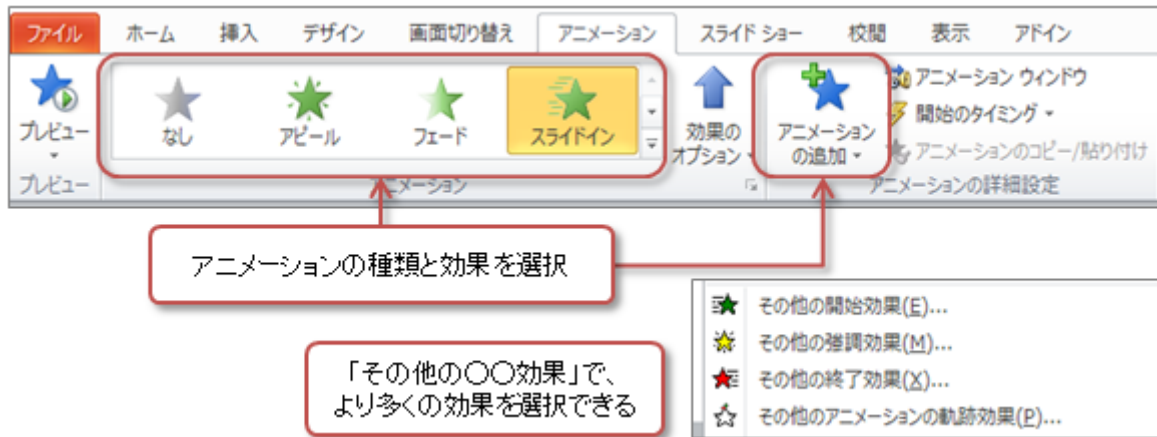 ファイル ホーム 挿入 デザイン 画面切り替え アニメーション スライド ショー 校閲 表示 アドイン
プレビュー
なし アピール フェード スライドイン
効果の
オプション
アニメーション
の追加
アニメーション ウィンドウ
開始のタイミング
アニメーションのコピー/貼り付け
プレビュー アニメーション アニメーションの詳細設定
アニメーションの種類と効果を選択
その他の開始効果(E)...
その他の強調効果(M)...
その他の終了効果(X)...
その他のアニメーションの軌跡効果(P)...
「その他の〇〇効果」で、
より多くの効果を選択できる